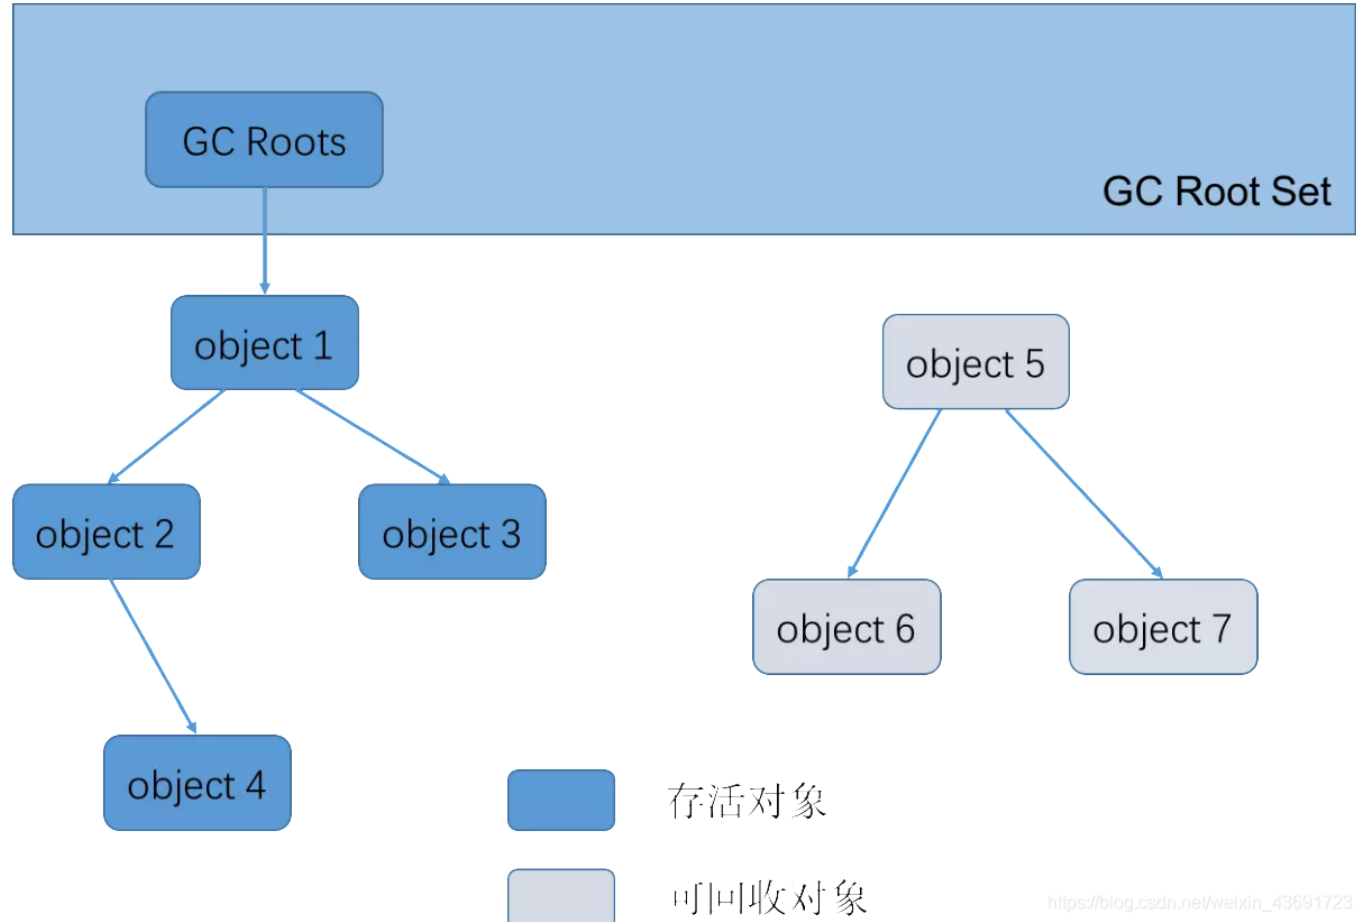 GC Roots
GC Root Set
object 1
object 5
object 2
object 3
object 6
object 7
object 4
存活对象
可回收对象
https://blog.csdn.net/weixin_43691723